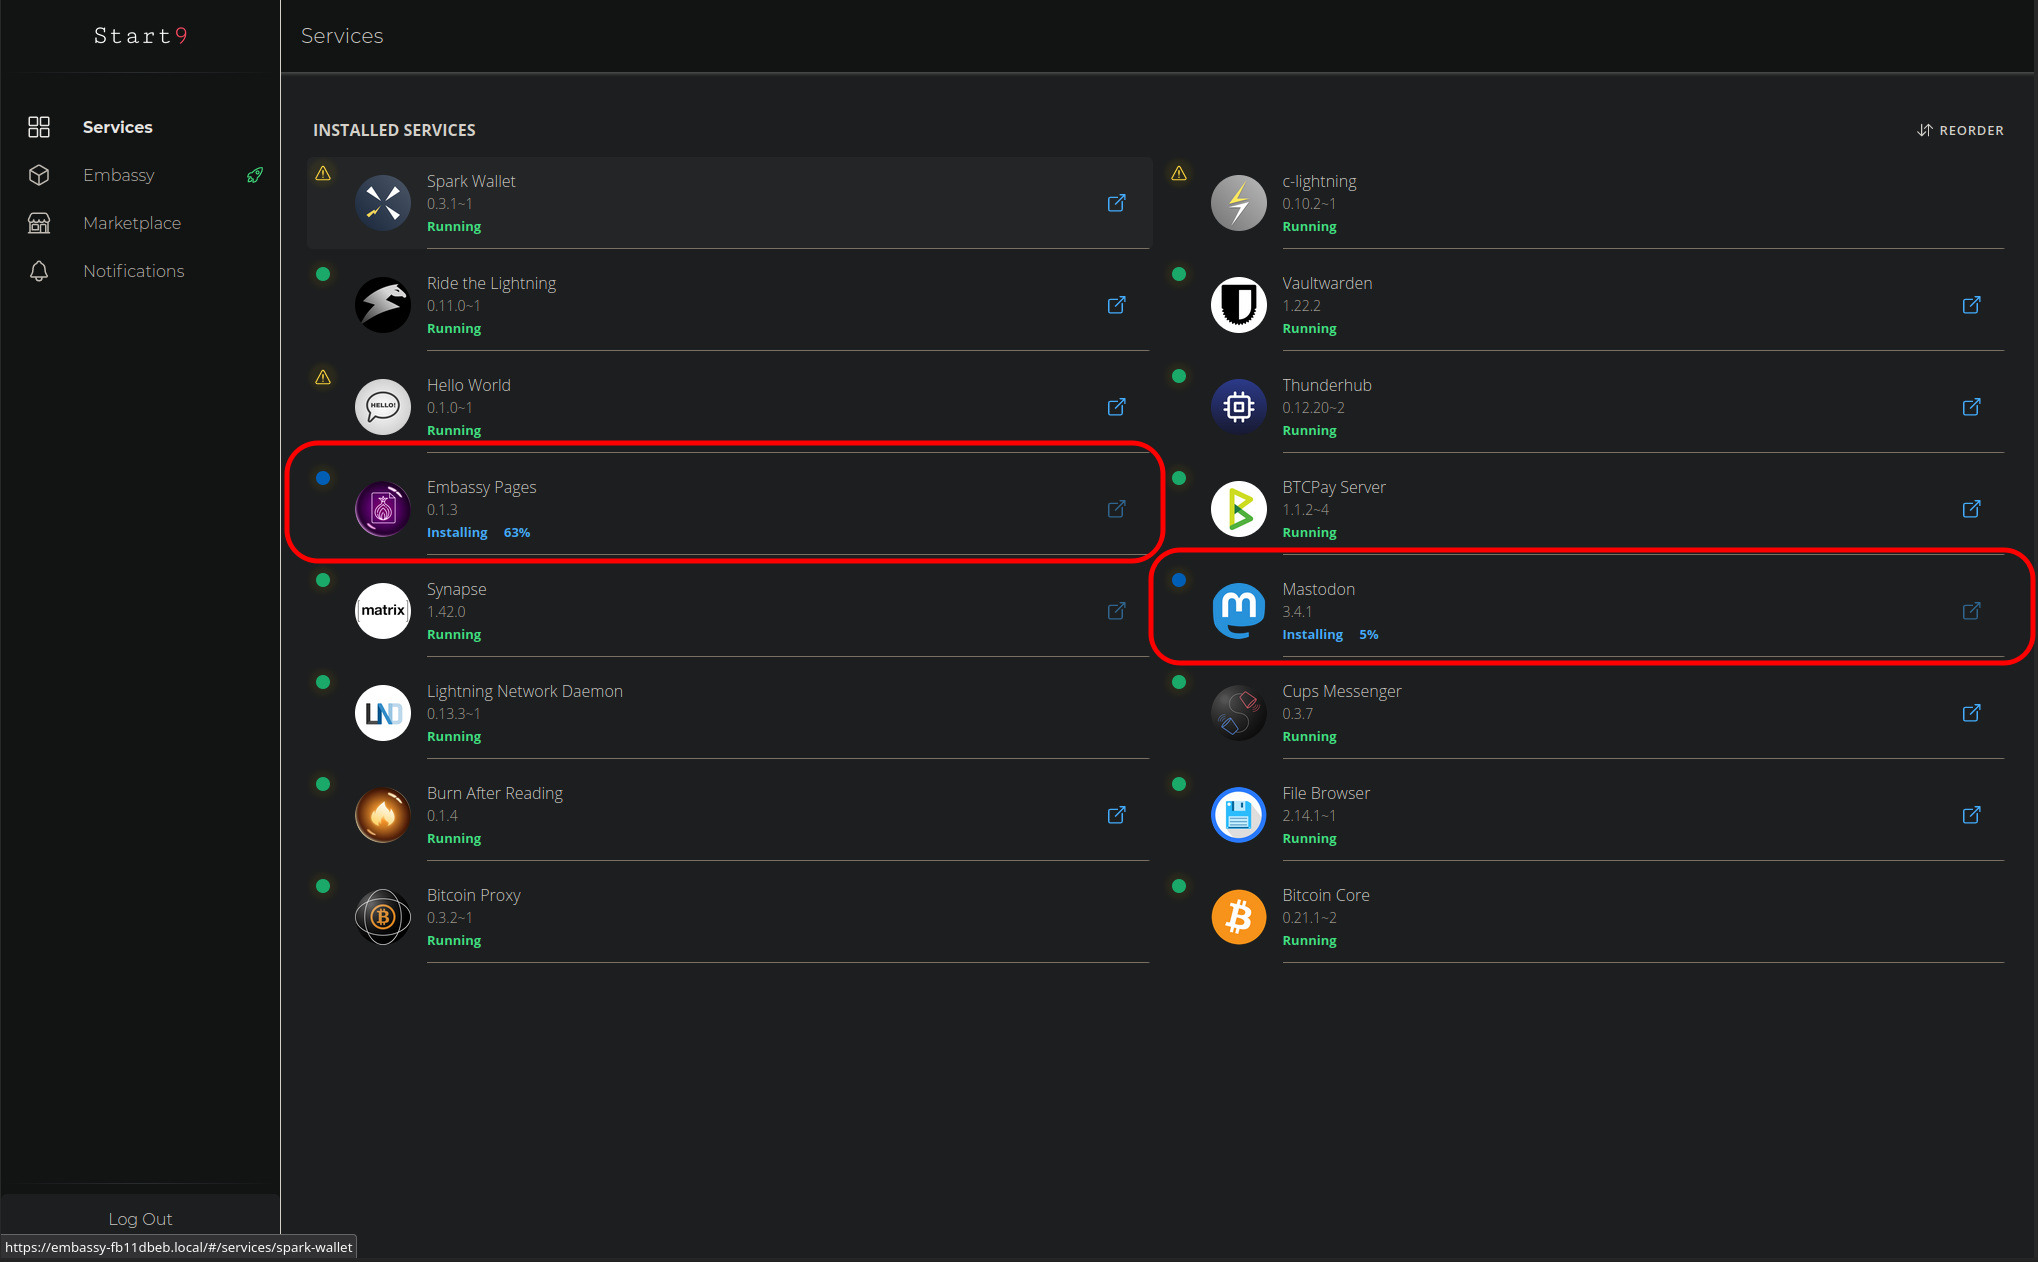 Start9
Services
Services
Embassy
Marketplace
Notifications
INSTALLED SERVICES
REORDER
Spark Wallet
0.3.1~1
Running
c-lightning
0.10.2~1
Running
Ride the Lightning
0.11.0~1
Running
Vaultwarden
1.22.2
Running
HELLO!
Hello World
0.1.0~1
Running
Thunderhub
0.12.20~2
Running
Embassy Pages
0.1.3
Installing 63%
BTCPay Server
1.1.2~4
Running
[matrix]
Synapse
1.42.0
Running
Mastodon
3.4.1
Installing 5%
LND
Lightning Network Daemon
0.13.3~1
Running
Cups Messenger
0.3.7
Running
Burn After Reading
0.1.4
Running
File Browser
2.14.1~1
Running
Bitcoin Proxy
0.3.2~1
Running
Bitcoin Core
0.21.1~2
Running
Log Out
https://embassy-fb11dbeb.local/#/services/spark-wallet